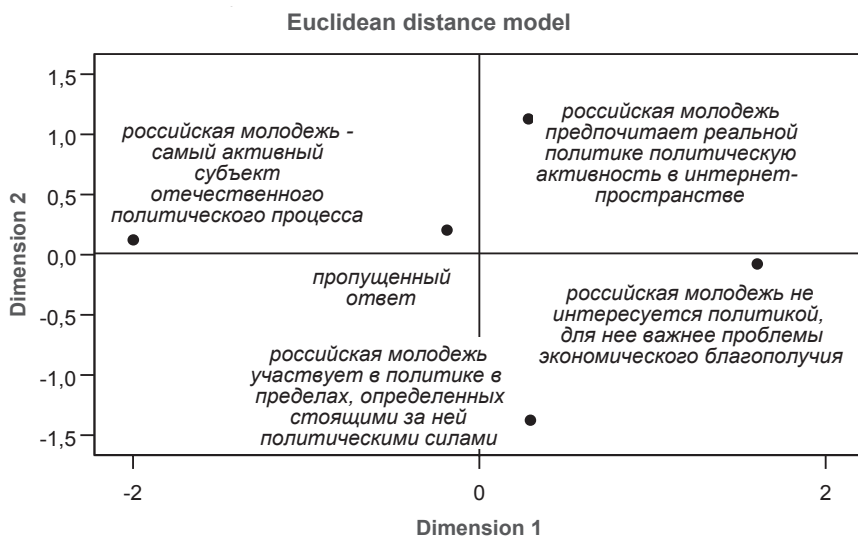 Euclidean distance model
1,5
1,0
0,5
0,0
-0,5
-1,0
-1,5
Dimension 2
российская молодежь -
самый активный
субъект
отечественного
политического процесса
российская молодежь
предпочитает реальной
политике политическую
активность в интернет-
пространстве
пропущенный
ответ
российская молодежь не
интересуется политикой,
для нее важнее проблемы
экономического благополучия
российская молодежь
участвует в политике в
пределах, определенных
стоящими за ней
политическими силами
-2
0
2
Dimension 1